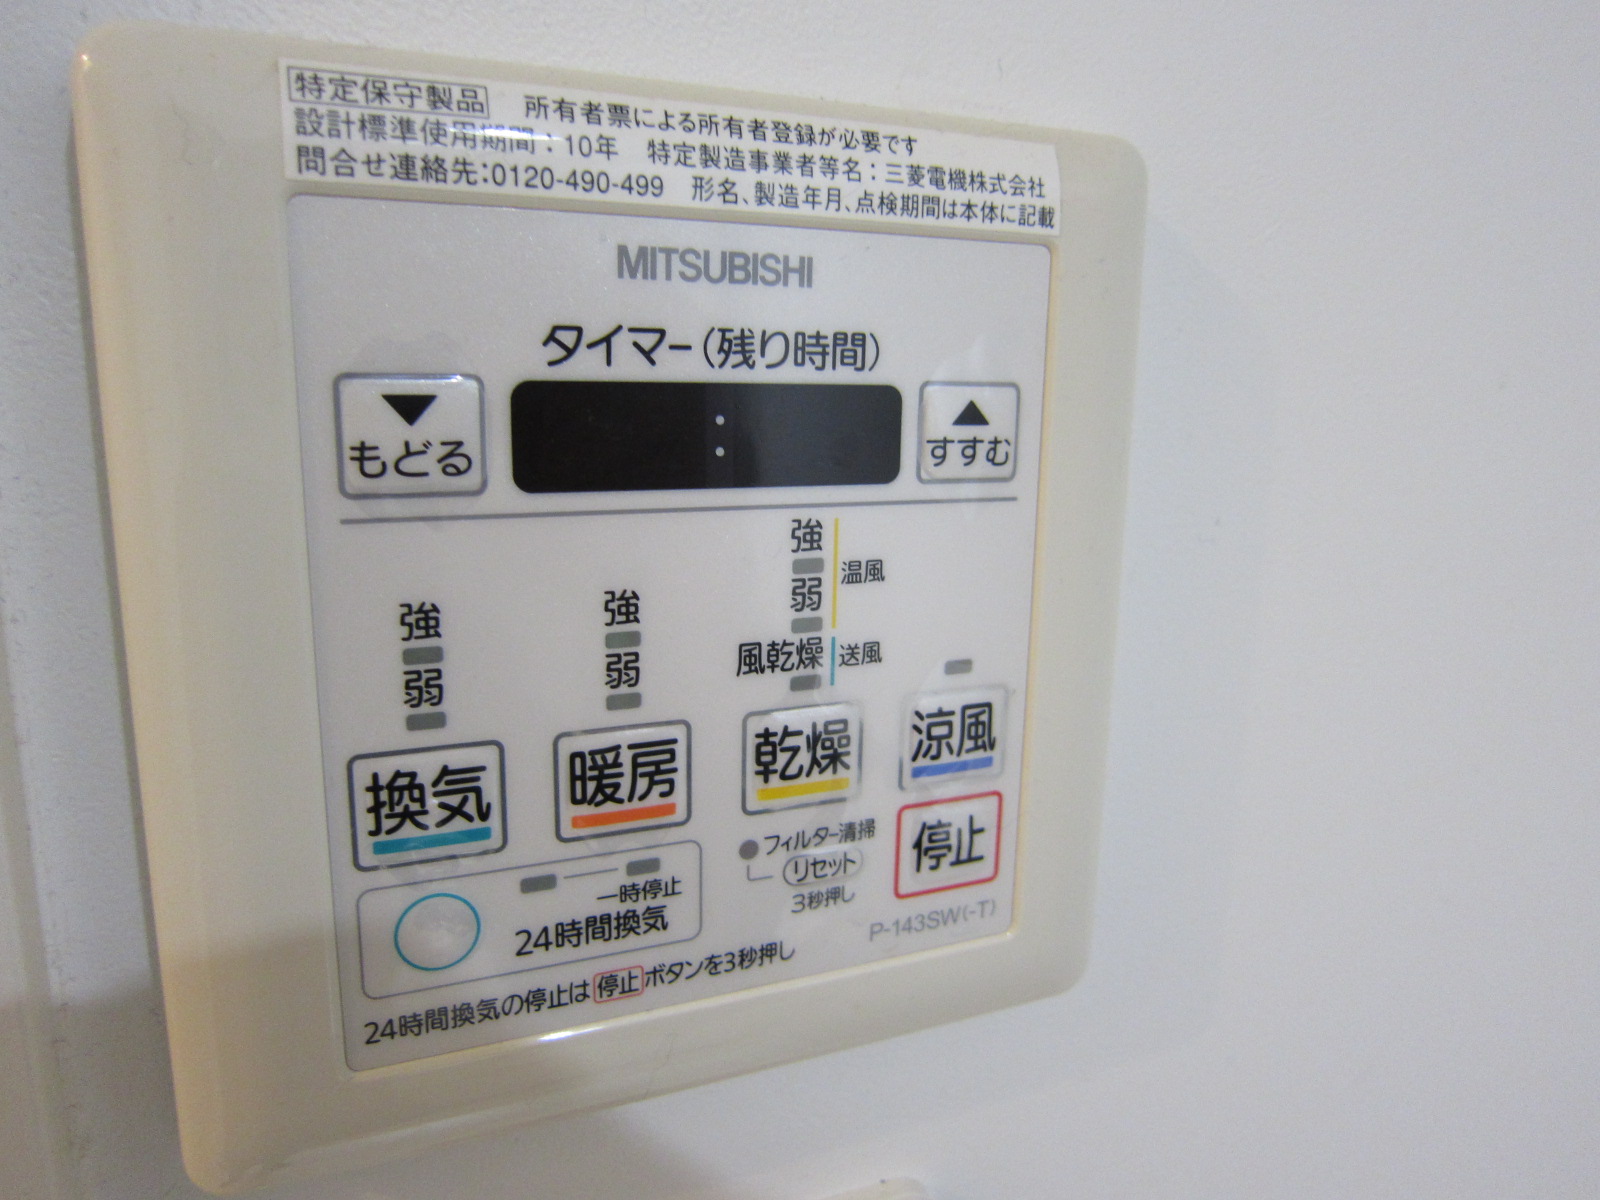 特定保守製品 所有者票による所有者登録が必要です
設計標準使用期間：10年 特定製造事業者等名：三菱電機株式会社
問合せ連絡先：0120-490-499 形名、製造年月、点検期間は本体に記載
MITSUBISHI
タイマー（残り時間）
▼
もどる
:
▲
すすむ
強
弱
換気
強
弱
暖房
強
弱
温風
風乾燥
送風
乾燥
涼風
停止
フィルター清掃
リセット
3秒押し
一時停止
24時間換気
P-143SW(-T)
24時間換気の停止は 停止 ボタンを3秒押し